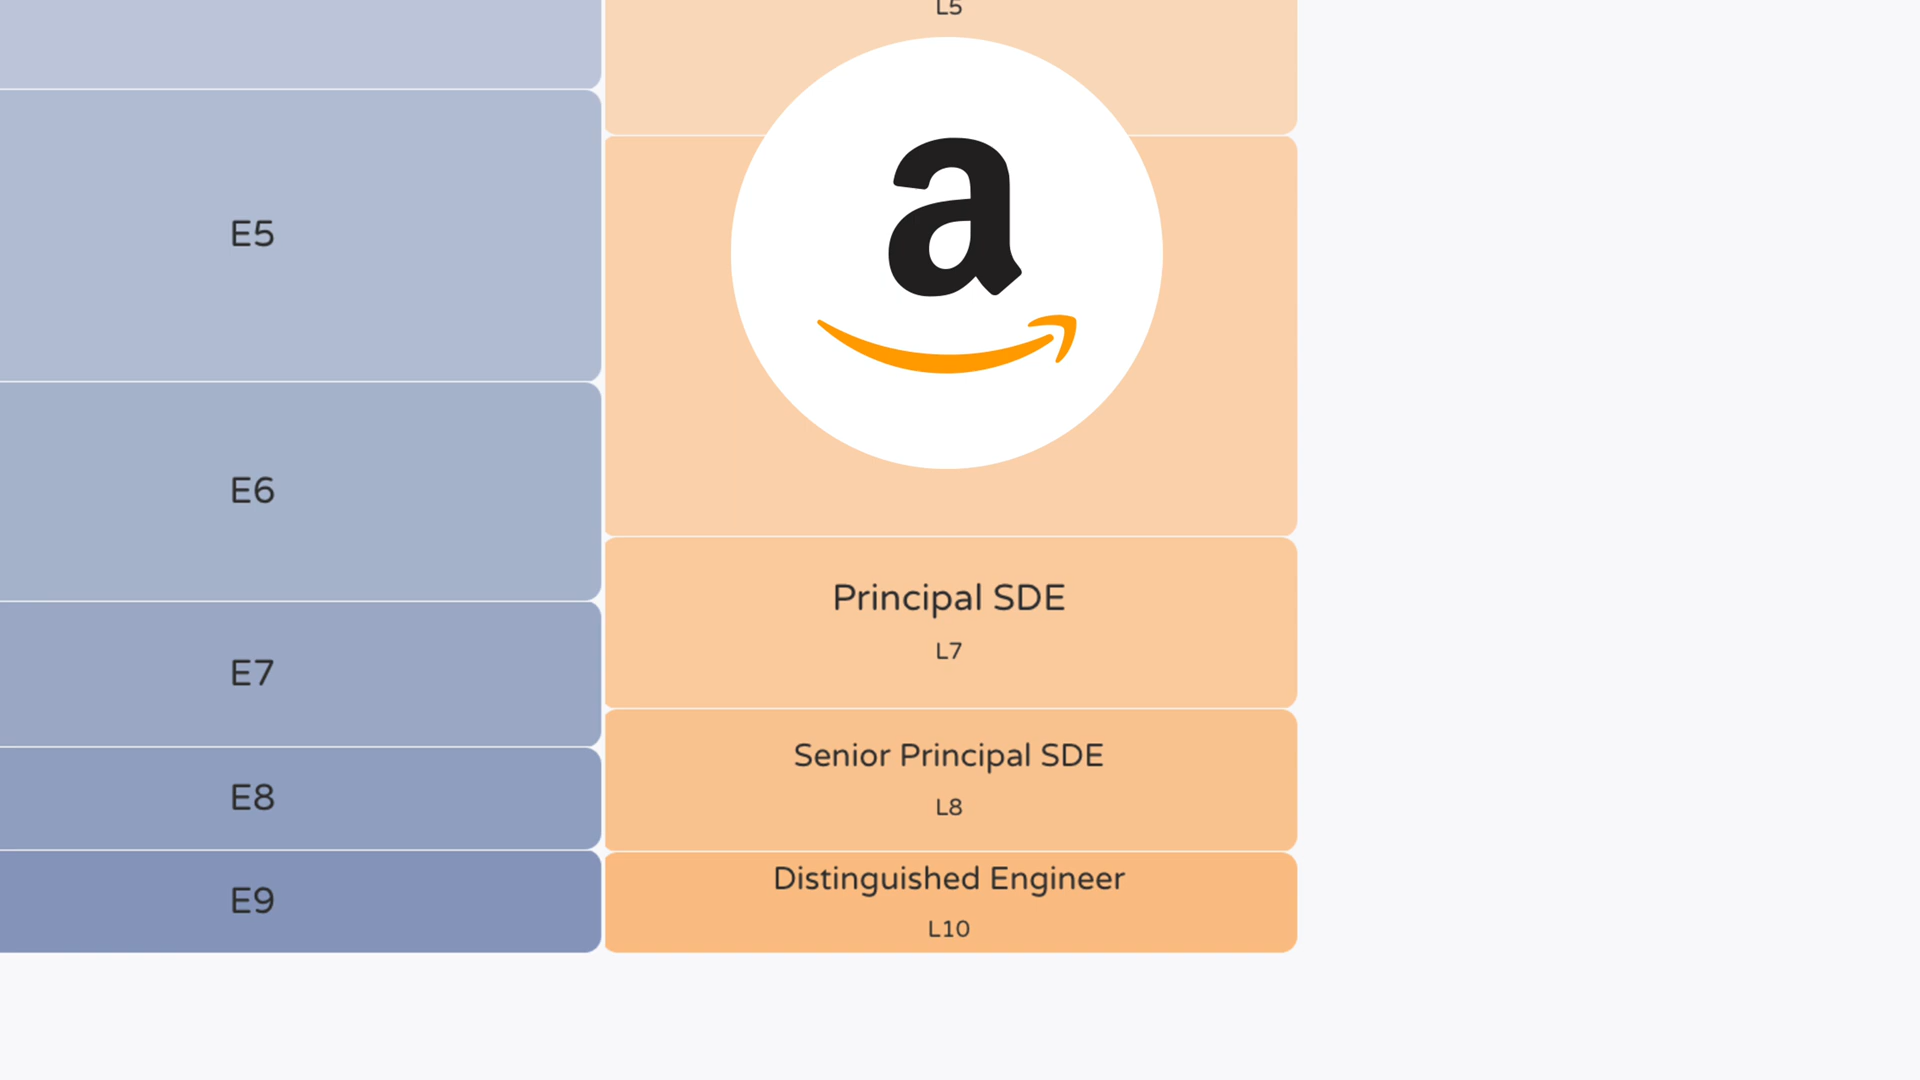 L5
E5
a
E6
Principal SDE
L7
E7
Senior Principal SDE
L8
E8
Distinguished Engineer
L10
E9